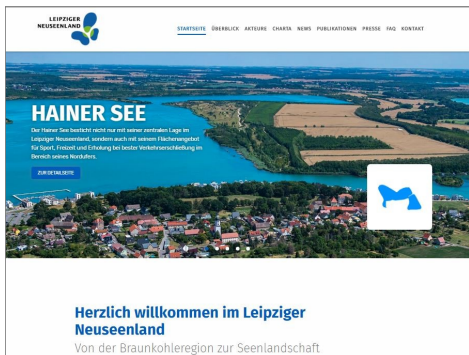 LEIPZIGER
NEUSEENLAND
STARTSEITE ÜBERBLICK AKTEURE CHARTA NEWS PUBLIKATIONEN PRESSE FAQ KONTAKT
HAINER SEE
Der Hainer See besticht nicht nur mit seiner zentralen Lage im
Leipziger Neuseenland, sondern auch mit seinem Flächenangebot
für Sport, Freizeit und Erholung bei bester Verkehrserschließung im
Bereich seines Nordufers.
ZUR DETAILSEITE
Herzlich willkommen im Leipziger
Neuseenland
Von der Braunkohleregion zur Seenlandschaft